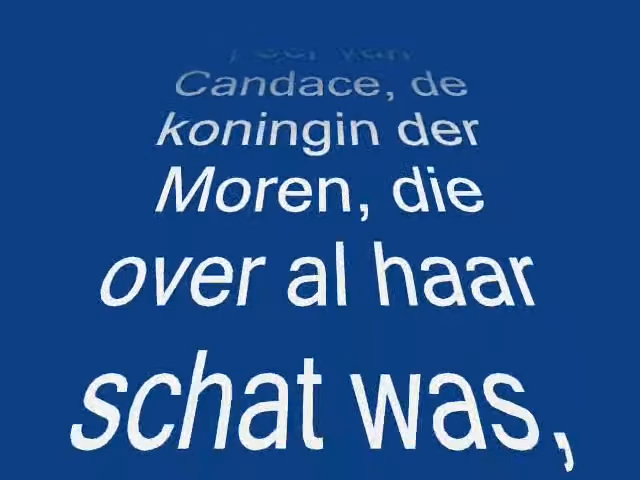 Candace, de
koningin der
Moren, die
over al haar
schat was,